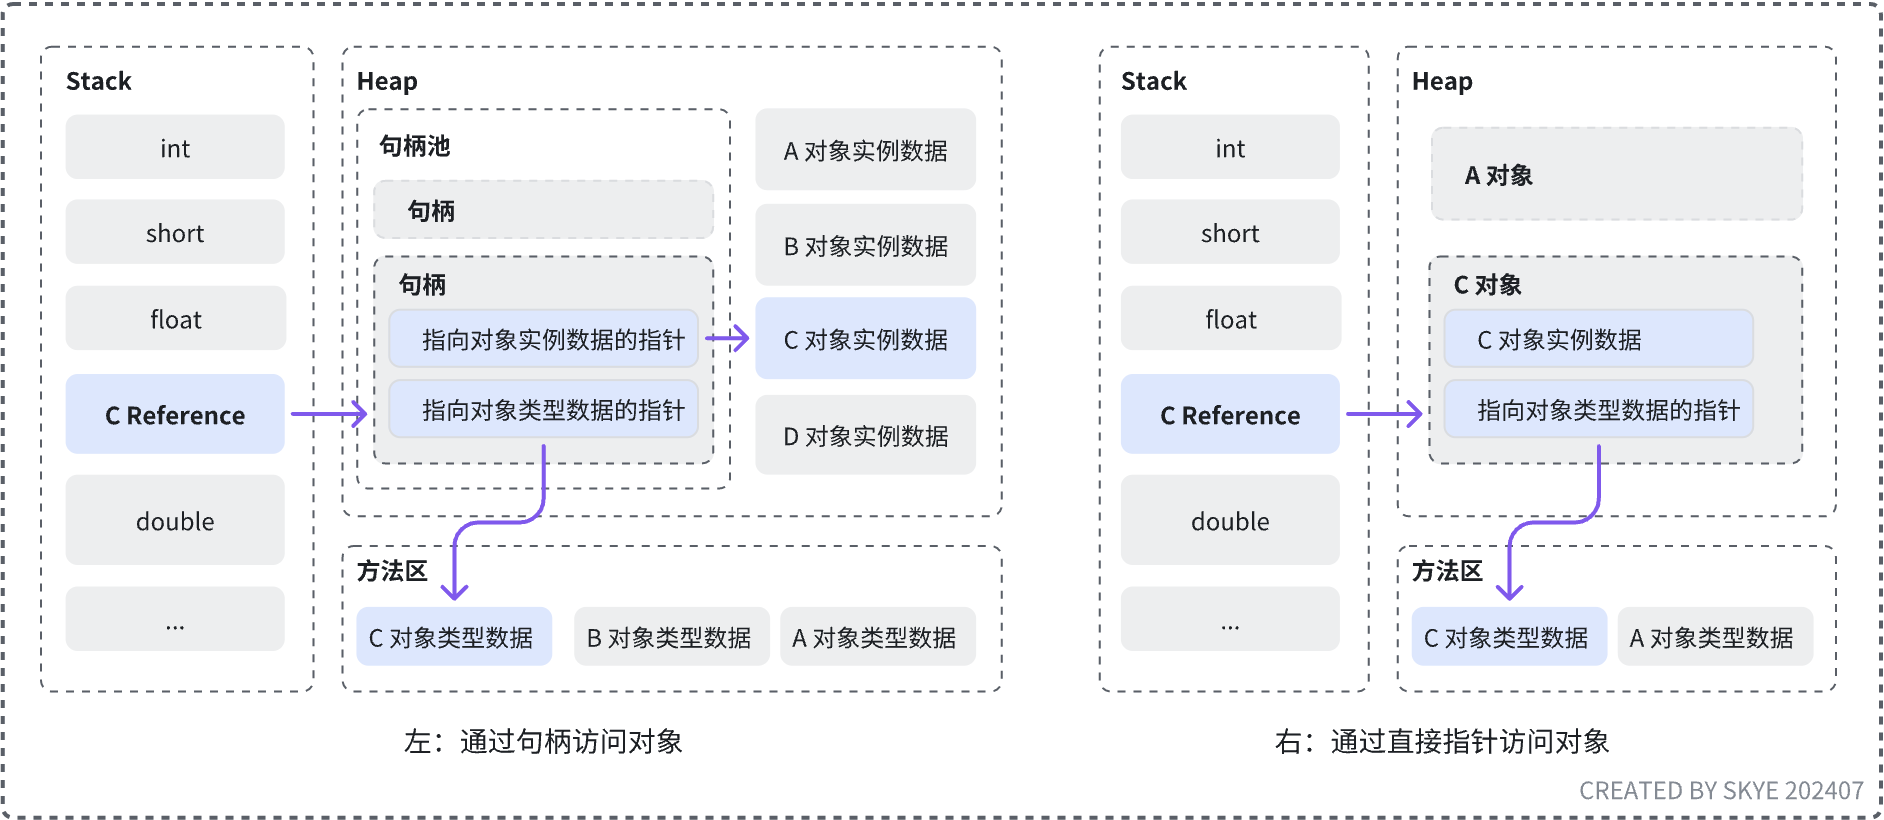 Stack
int
short
float
C Reference
double
...
Heap
句柄池
句柄
句柄
指向对象实例数据的指针
指向对象类型数据的指针
A 对象实例数据
B 对象实例数据
C 对象实例数据
D 对象实例数据
方法区
C 对象类型数据
B 对象类型数据
A 对象类型数据
左：通过句柄访问对象
Stack
int
short
float
C Reference
double
...
Heap
A 对象
C 对象
C 对象实例数据
指向对象类型数据的指针
方法区
C 对象类型数据
A 对象类型数据
右：通过直接指针访问对象
CREATED BY SKYE 202407